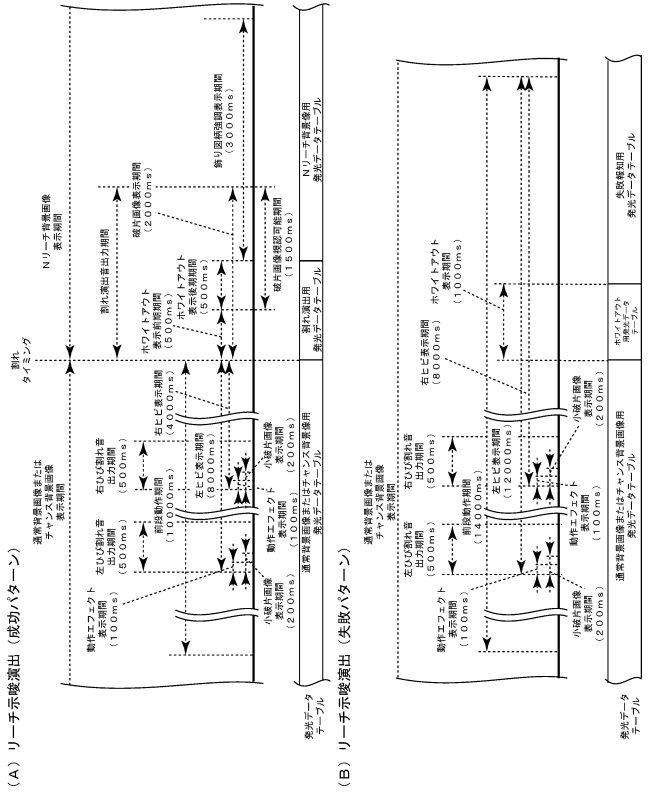 (A) リーチ示唆演出（成功パターン）
通常背景画像または
チャンス背景画像
表示期間
Nリーチ背景画像
表示期間
割れ
タイミング
割れ演出音出力期間
破片画像表示期間
(2000ms)
飾り図柄強調表示期間
(3000ms)
ホワイトアウト
表示前期期間
(500ms)
ホワイトアウト
表示後期期間
(500ms)
破片画像視認可能期間
(1500ms)
右ヒビ表示期間
(4000ms)
左ひび割れ音
出力期間
(500ms)
右ひび割れ音
出力期間
(500ms)
前段動作期間
(10000ms)
左ヒビ表示期間
(8000ms)
動作エフェクト
表示期間
(100ms)
小破片画像
表示期間
(200ms)
動作エフェクト
表示期間
(100ms)
小破片画像
表示期間
(200ms)
発光データ
テーブル
通常背景画像またはチャンス背景像用
発光データテーブル
割れ演出用
発光データテーブル
Nリーチ背景像用
発光データテーブル
(B) リーチ示唆演出（失敗パターン）
通常背景画像または
チャンス背景画像
表示期間
ホワイトアウト
表示期間
(1000ms)
右ヒビ表示期間
(8000ms)
左ひび割れ音
出力期間
(500ms)
右ひび割れ音
出力期間
(500ms)
前段動作期間
(14000ms)
左ヒビ表示期間
(12000ms)
動作エフェクト
表示期間
(100ms)
小破片画像
表示期間
(200ms)
動作エフェクト
表示期間
(100ms)
小破片画像
表示期間
(200ms)
発光データ
テーブル
通常背景画像またはチャンス背景画像用
発光データテーブル
ホワイトアウト
用発光データ
テーブル
失敗報知用
発光データテーブル